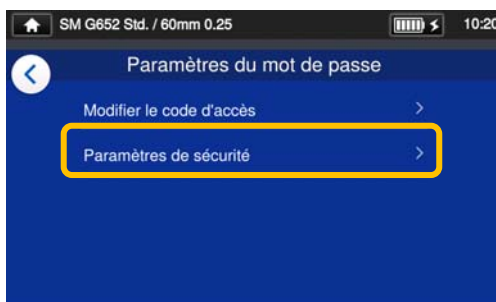 SM G652 Std. / 60mm 0.25 10:20
Paramètres du mot de passe
Modifier le code d'accès
Paramètres de sécurité